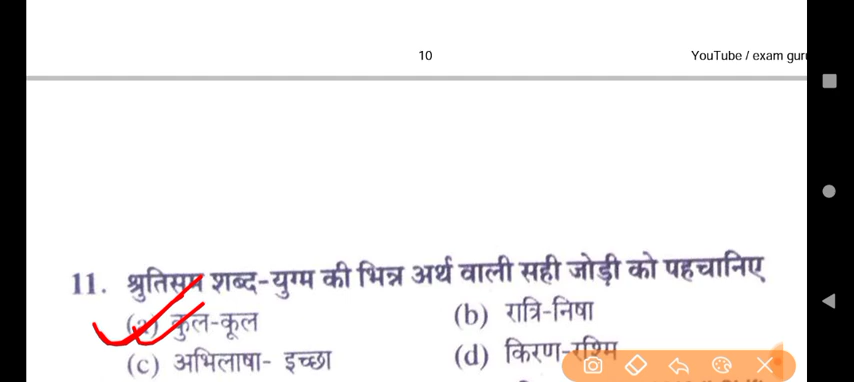 10 YouTube / exam gur
11. श्रुतिसम शब्द-युग्म की भिन्न अर्थ वाली सही जोड़ी को पहचानिए
(a) कुल-कूल (b) रात्रि-निषा
(c) अभिलाषा- इच्छा (d) किरण-रश्मि